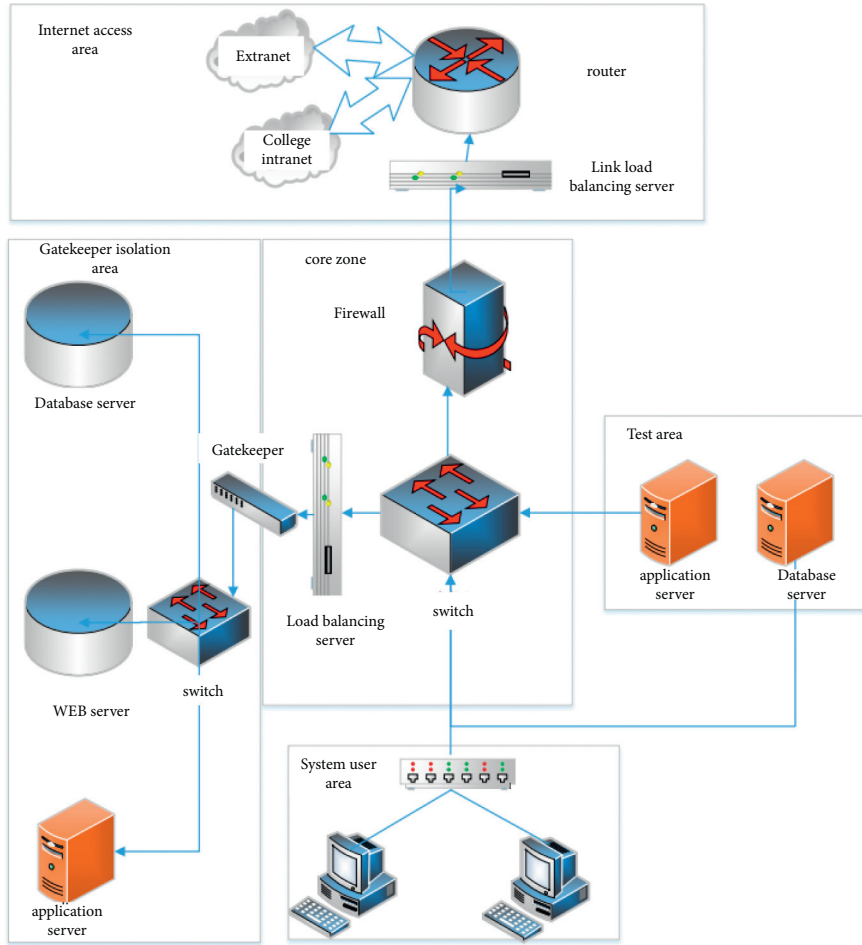 Internet access
area
Extranet
College
intranet
router
Link load
balancing server
Gatekeeper isolation
area
Database server
core zone
Firewall
Gatekeeper
Test area
application
server
Database
server
Load balancing
server
switch
switch
WEB server
application
server
System user
area